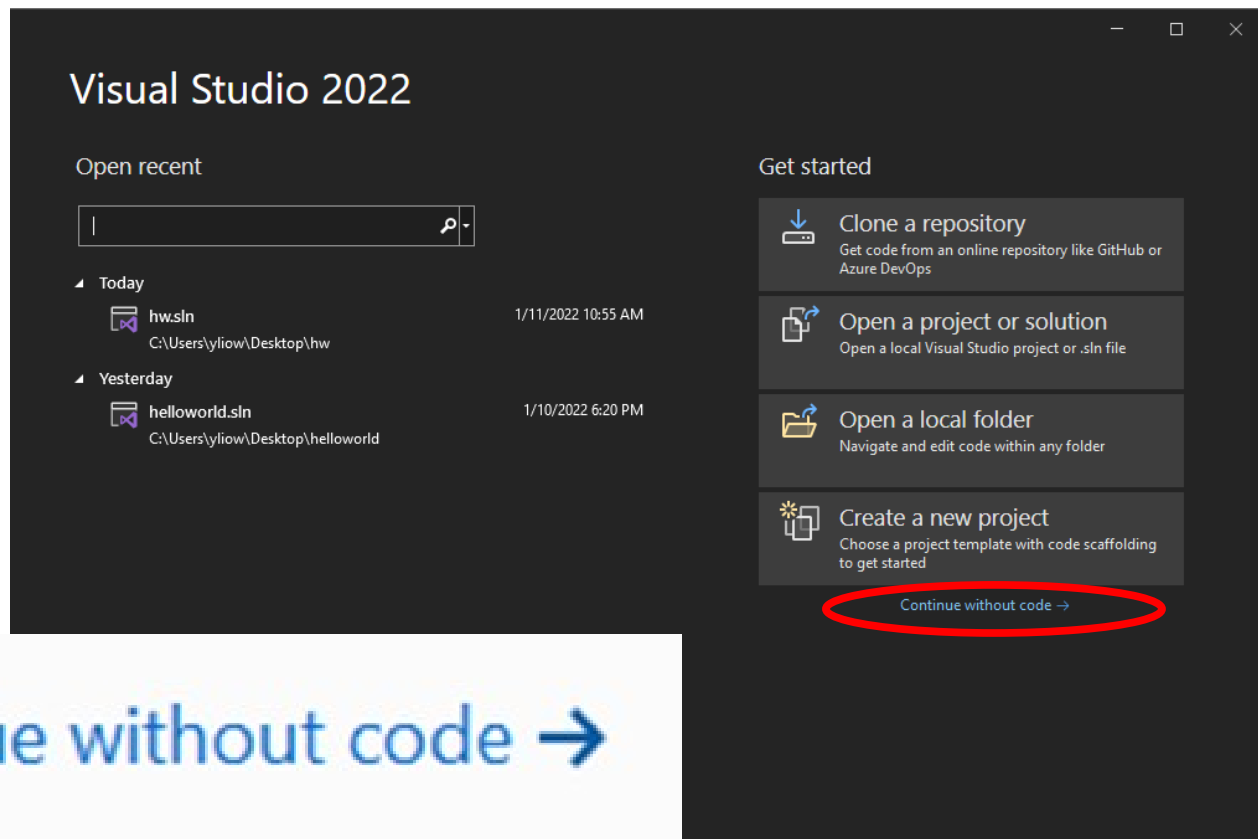 Visual Studio 2022
Open recent
Today
hw.sln 1/11/2022 10:55 AM
C:\Users\yliow\Desktop\hw
Yesterday
helloworld.sln 1/10/2022 6:20 PM
C:\Users\yliow\Desktop\helloworld
Get started
Clone a repository
Get code from an online repository like GitHub or
Azure DevOps
Open a project or solution
Open a local Visual Studio project or .sln file
Open a local folder
Navigate and edit code within any folder
Create a new project
Choose a project template with code scaffolding
to get started
Continue without code →
ue without code →